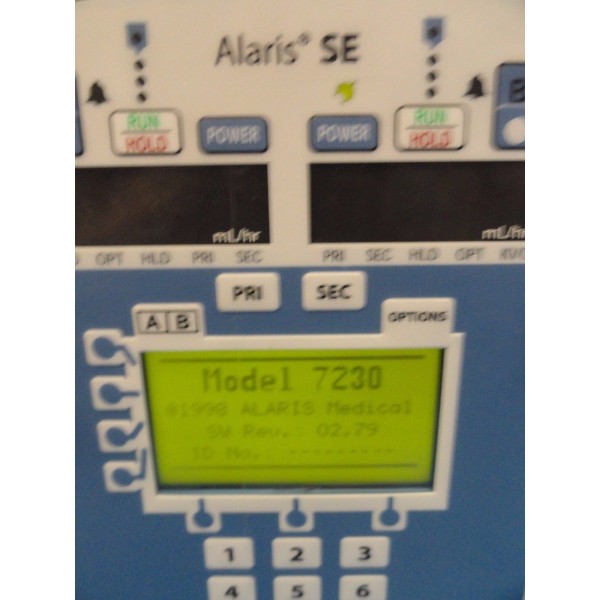 Alaris® SE
RUN HOLD POWER POWER RUN HOLD B
mL/hr mL/hr
OPT HLD PRI SEC PRI SEC HLD OPT KVO
PRI SEC
A B OPTIONS
Model 7230
©1998 ALARIS Medical
SW Rev.: 02.79
ID No.: ---------
1 2 3
4 5 6